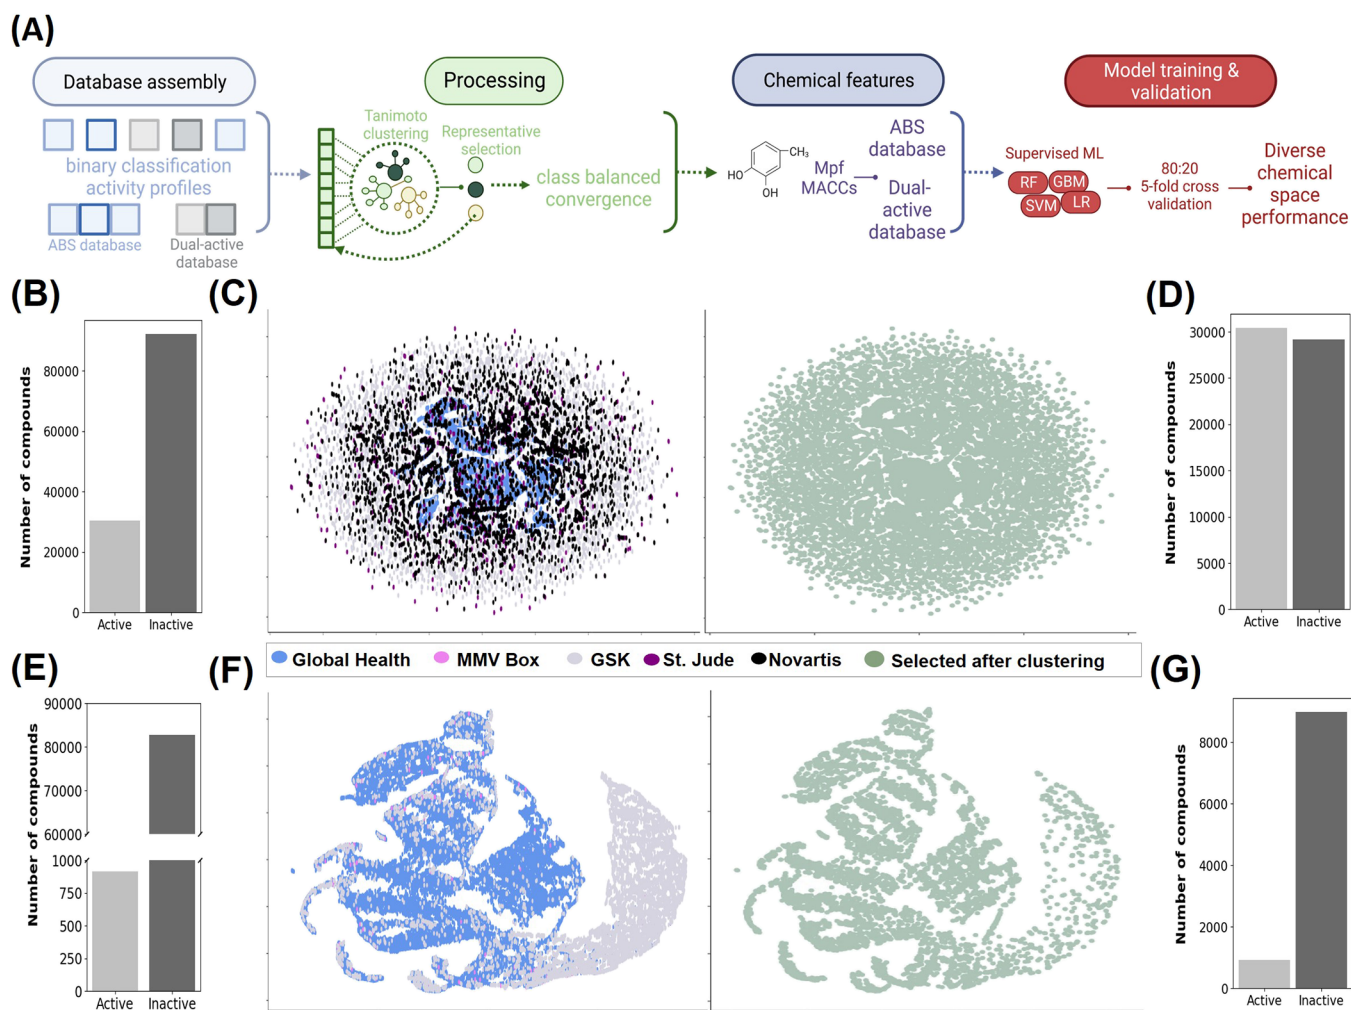 (A)
Database assembly
binary classification
activity profiles
ABS database
Dual-active
database
Processing
Tanimoto
clustering
Representative
selection
class balanced
convergence
Chemical features
CH₃
HO
OH
Mpf
MACCs
ABS
database
Dual-
active
database
Model training &
validation
Supervised ML
RF
GBM
SVM
LR
80:20
5-fold cross
validation
Diverse
chemical
space
performance
(B)
Number of compounds
80000
60000
40000
20000
0
Active
Inactive
(C)
(D)
Number of compounds
30000
25000
20000
15000
10000
5000
0
Active
Inactive
Global Health
MMV Box
GSK
St. Jude
Novartis
Selected after clustering
(E)
Number of compounds
90000
80000
70000
60000
1000
750
500
250
0
Active
Inactive
(F)
(G)
Number of compounds
8000
6000
4000
2000
0
Active
Inactive